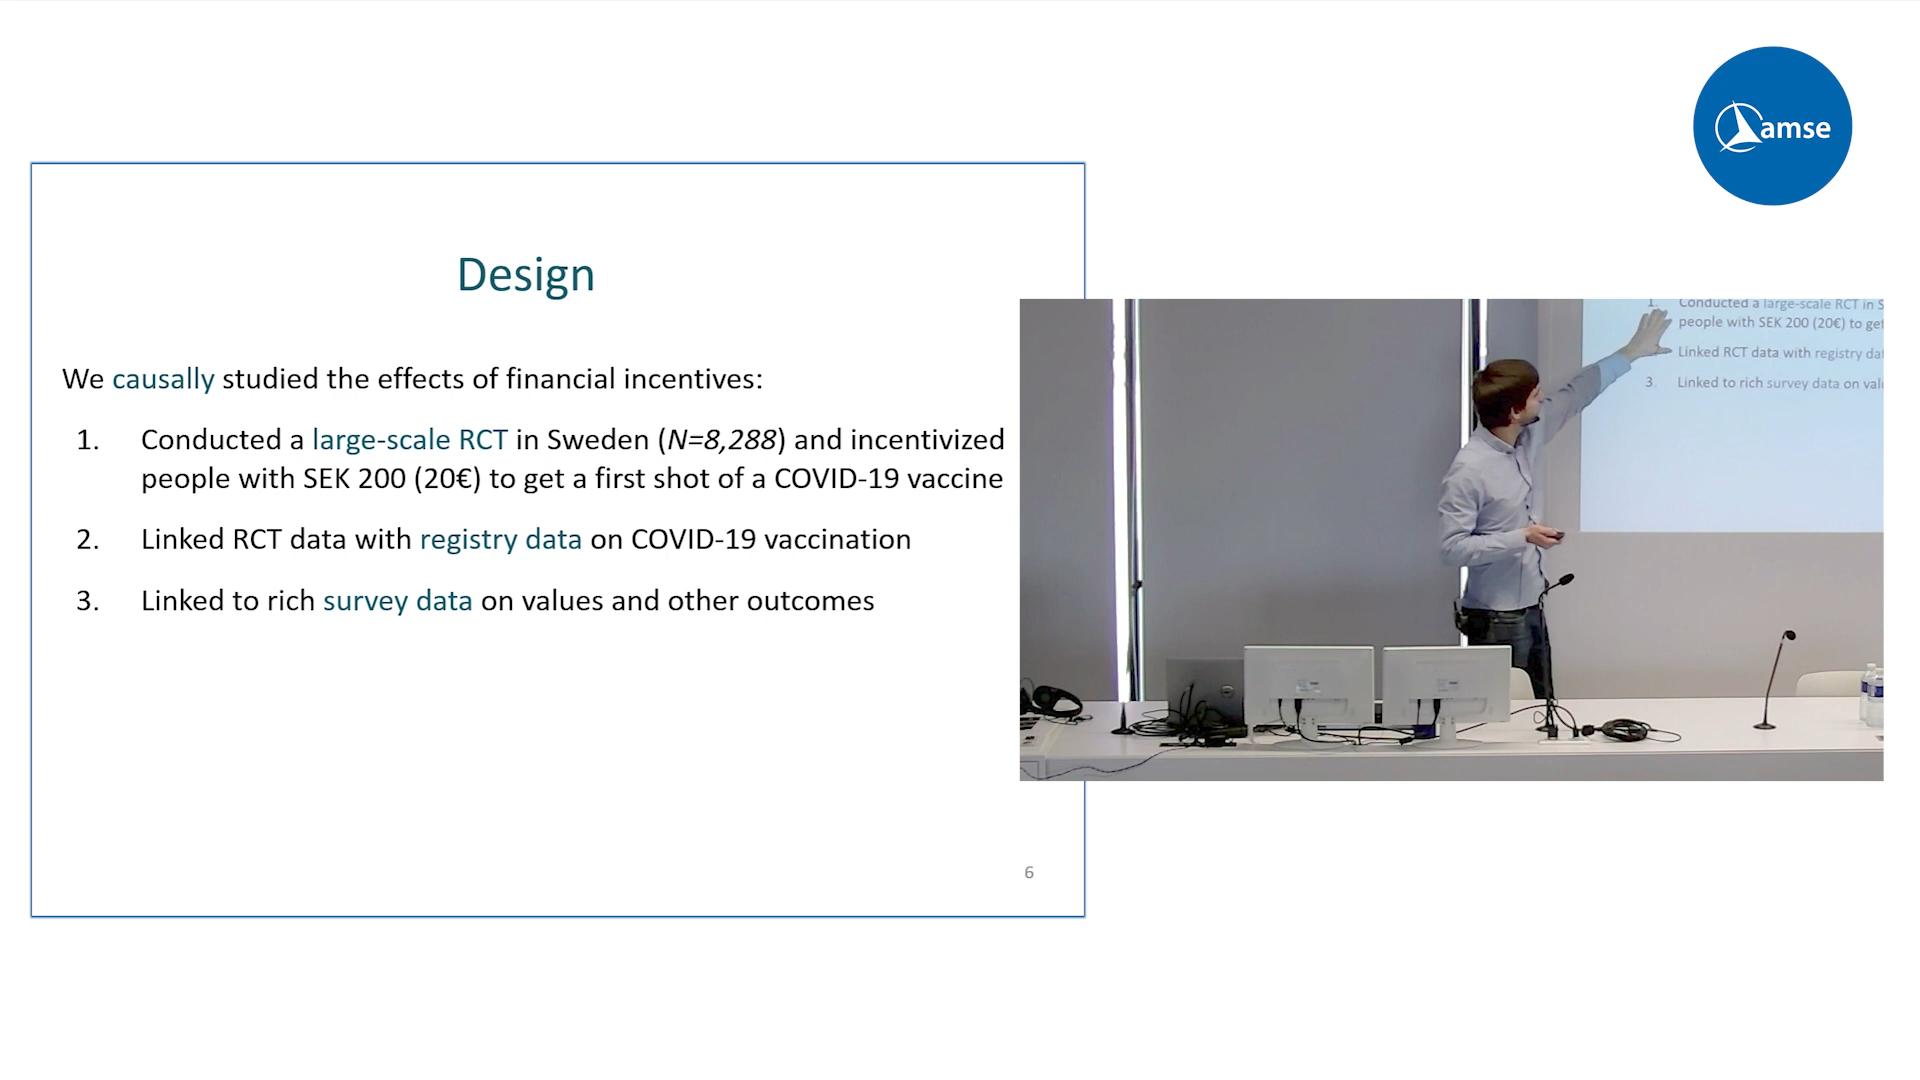 amse
Design
We causally studied the effects of financial incentives:
1. Conducted a large-scale RCT in Sweden (N=8,288) and incentivized
people with SEK 200 (20€) to get a first shot of a COVID-19 vaccine
2. Linked RCT data with registry data on COVID-19 vaccination
3. Linked to rich survey data on values and other outcomes
6
1. Conducted a large-scale RCT in S
people with SEK 200 (20€) to get
Linked RCT data with registry dat
3. Linked to rich survey data on val